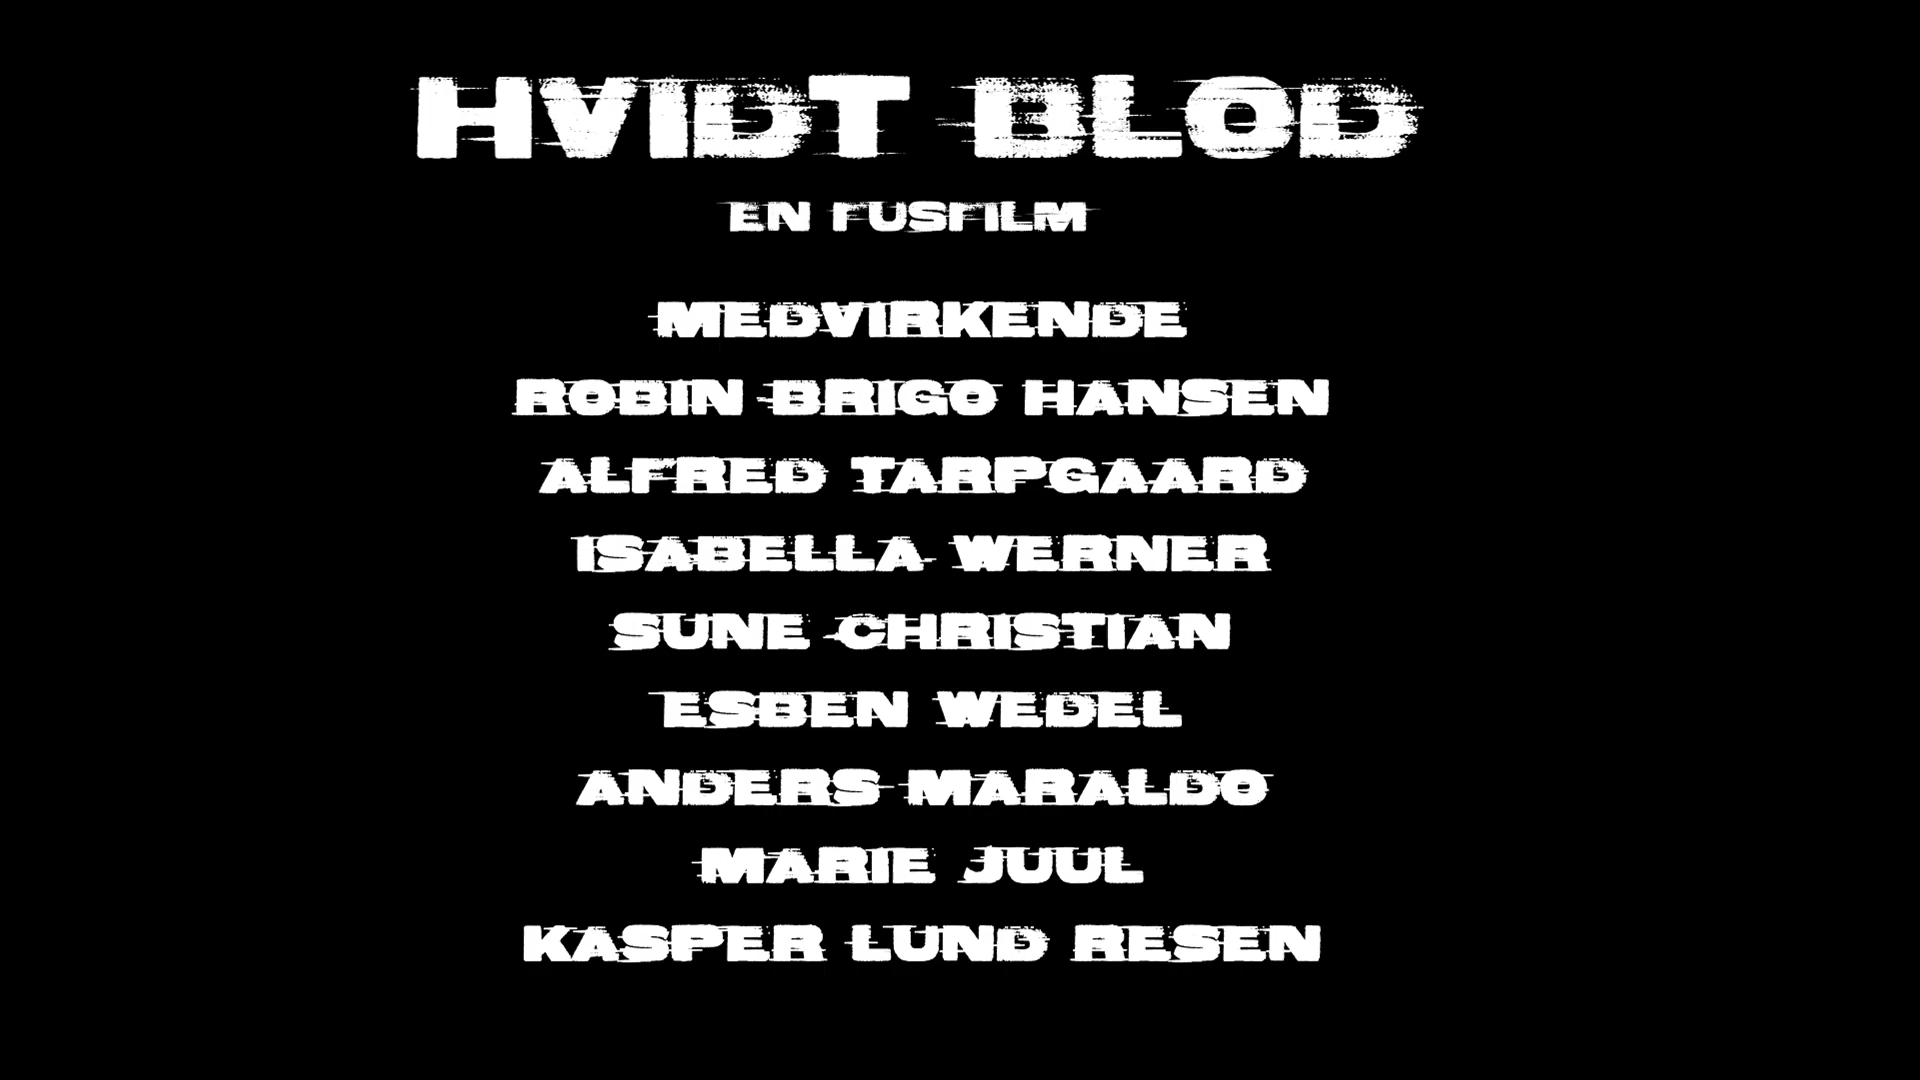 HVIDT BLOD
EN FUSFILM
MEDVIRKENDE
ROBIN BRIGO HANSEN
ALFRED TARPGAARD
ISABELLA WERNER
SUNE CHRISTIAN
ESBEN WEDEL
ANDERS MARALDO
MARIE JUUL
KASPER LUND RESEN